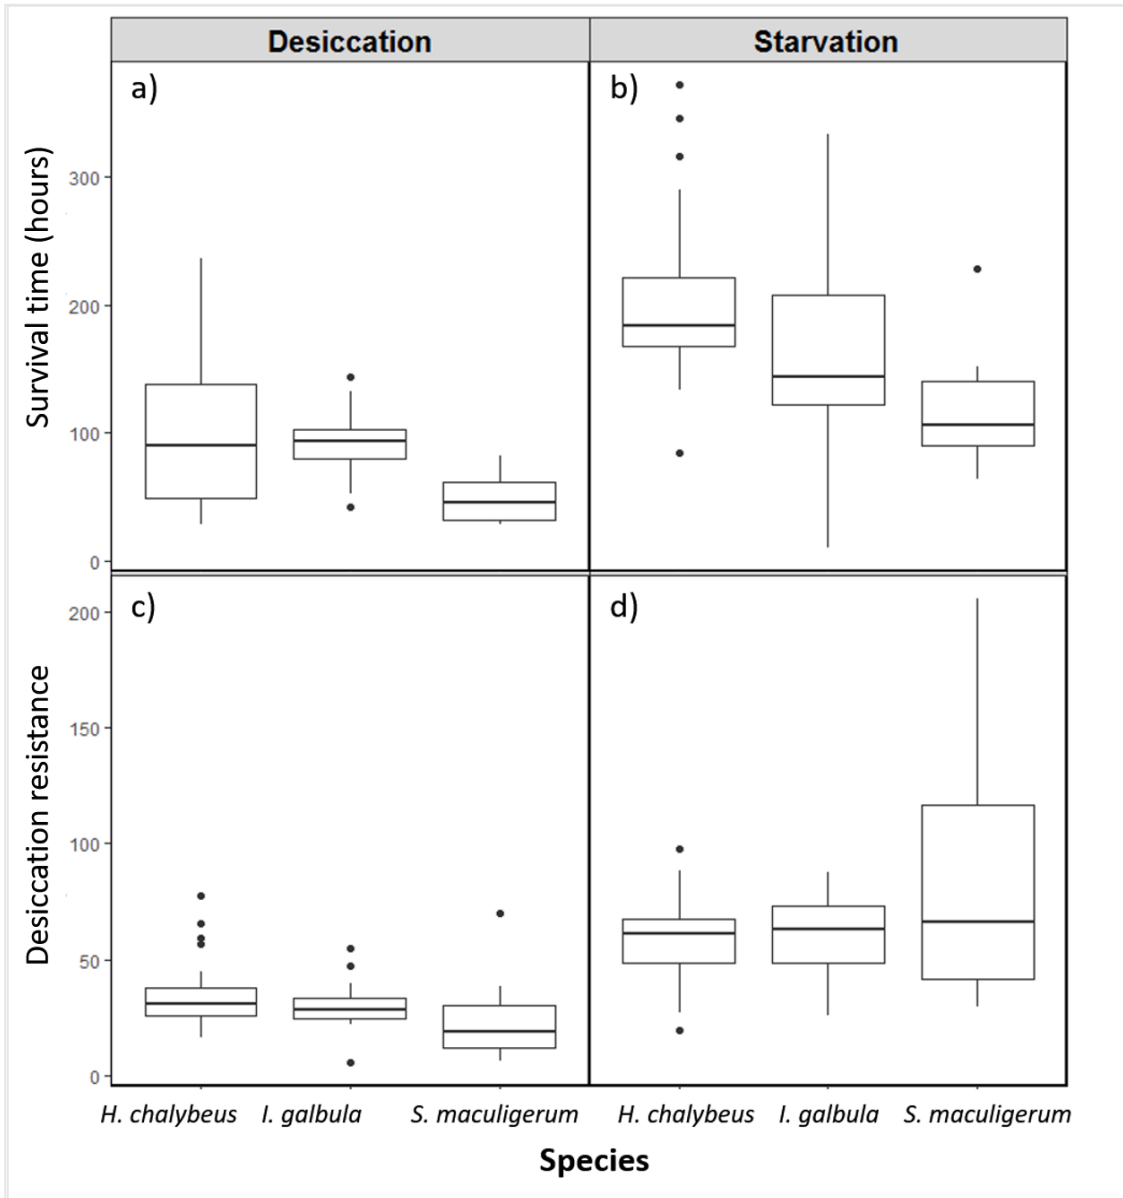 Desiccation Starvation
a) b)
Survival time (hours)
300
200
100
0
c) d)
Desiccation resistance
200
150
100
50
0
H. chalybeus I. galbula S. maculigerum H. chalybeus I. galbula S. maculigerum
Species